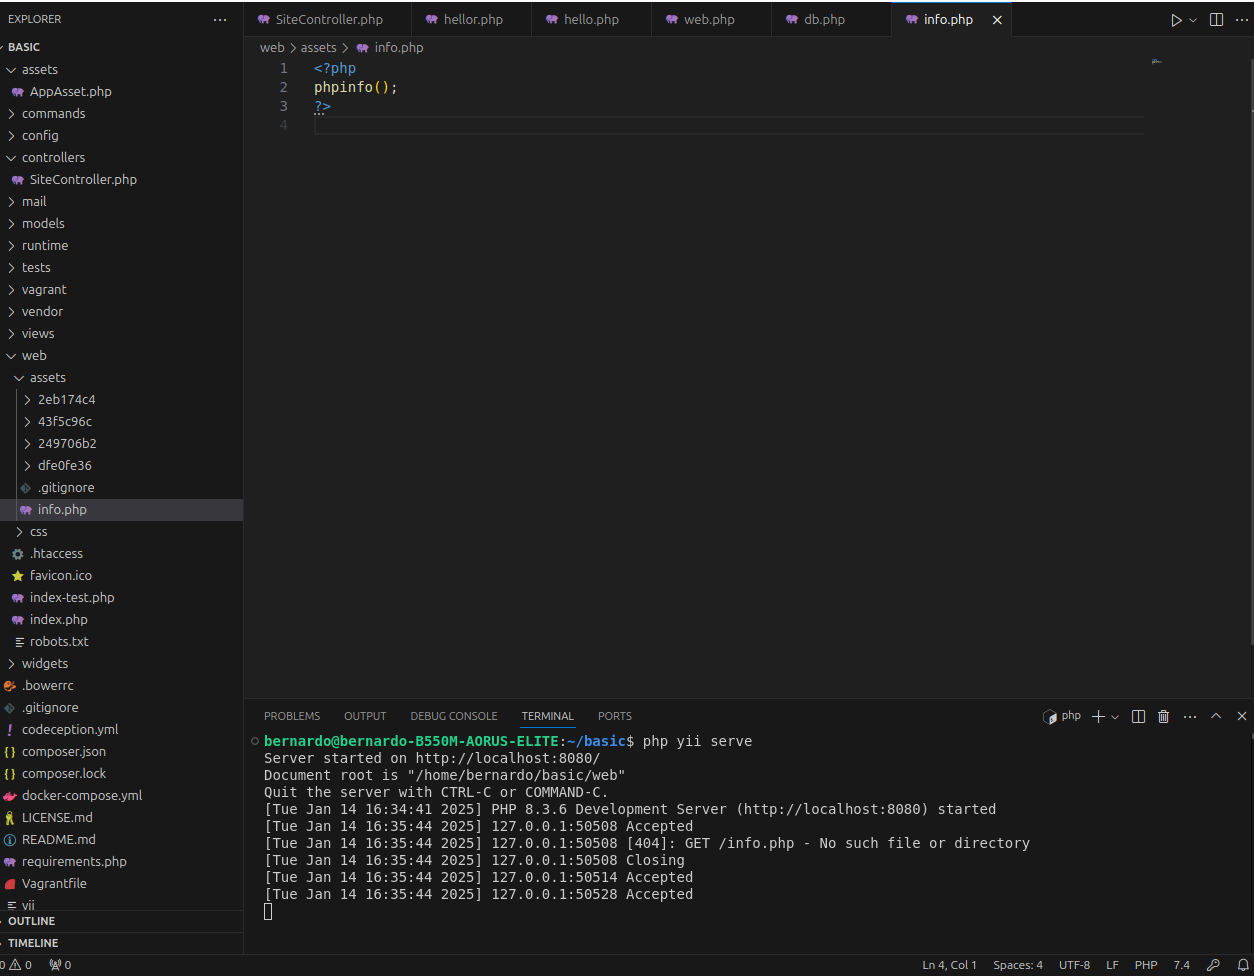 EXPLORER
BASIC
assets
AppAsset.php
commands
config
controllers
SiteController.php
mail
models
runtime
tests
vagrant
vendor
views
web
assets
2eb174c4
43f5c96c
249706b2
dfe0fe36
.gitignore
info.php
css
.htaccess
favicon.ico
index-test.php
index.php
robots.txt
widgets
.bowerrc
.gitignore
codeception.yml
composer.json
composer.lock
docker-compose.yml
LICENSE.md
README.md
requirements.php
Vagrantfile
yii
OUTLINE
TIMELINE
SiteController.php hellor.php hello.php web.php db.php info.php
web > assets > info.php
1 <?php
2 phpinfo();
3 ?>
4
PROBLEMS OUTPUT DEBUG CONSOLE TERMINAL PORTS php
bernardo@bernardo-B550M-AORUS-ELITE:~/basic$ php yii serve
Server started on http://localhost:8080/
Document root is "/home/bernardo/basic/web"
Quit the server with CTRL-C or COMMAND-C.
[Tue Jan 14 16:34:41 2025] PHP 8.3.6 Development Server (http://localhost:8080) started
[Tue Jan 14 16:35:44 2025] 127.0.0.1:50508 Accepted
[Tue Jan 14 16:35:44 2025] 127.0.0.1:50508 [404]: GET /info.php - No such file or directory
[Tue Jan 14 16:35:44 2025] 127.0.0.1:50508 Closing
[Tue Jan 14 16:35:44 2025] 127.0.0.1:50514 Accepted
[Tue Jan 14 16:35:44 2025] 127.0.0.1:50528 Accepted
0 0 0 Ln 4, Col 1 Spaces: 4 UTF-8 LF PHP 7.4